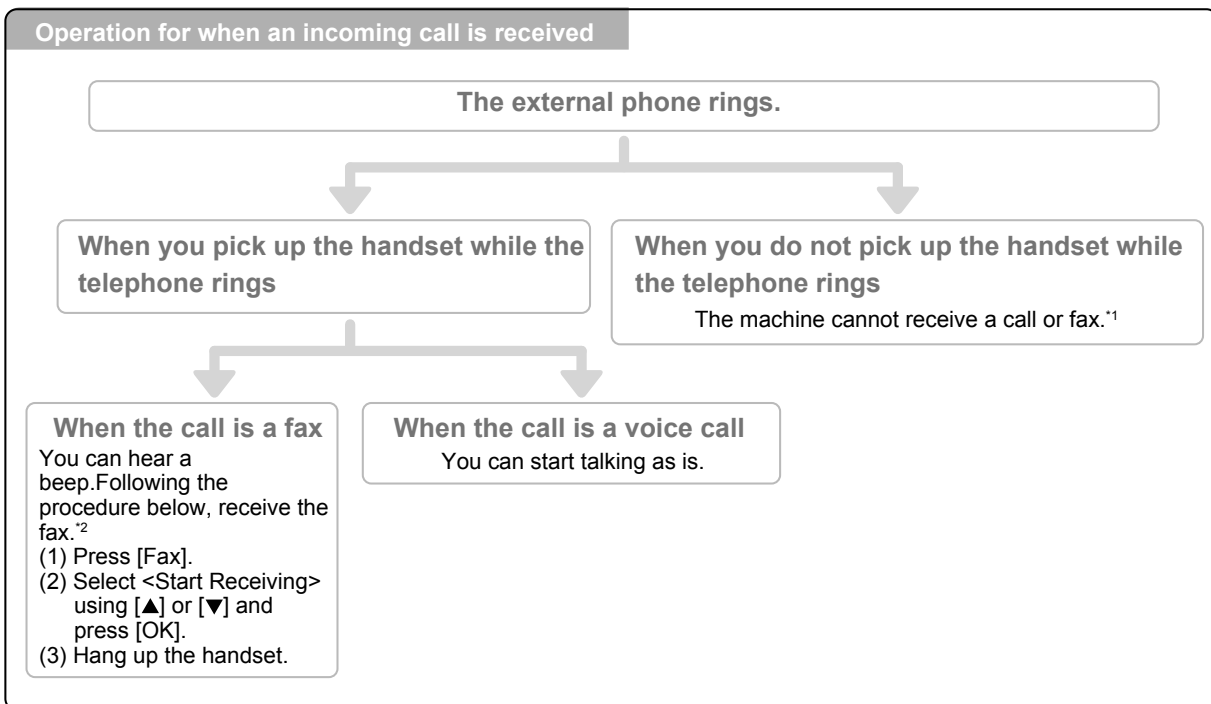 Operation for when an incoming call is received
The external phone rings.
When you pick up the handset while the
telephone rings
When you do not pick up the handset while
the telephone rings
The machine cannot receive a call or fax.*1
When the call is a fax
You can hear a
beep.Following the
procedure below, receive the
fax.*2
(1) Press [Fax].
(2) Select <Start Receiving>
using [▲] or [▼] and
press [OK].
(3) Hang up the handset.
When the call is a voice call
You can start talking as is.